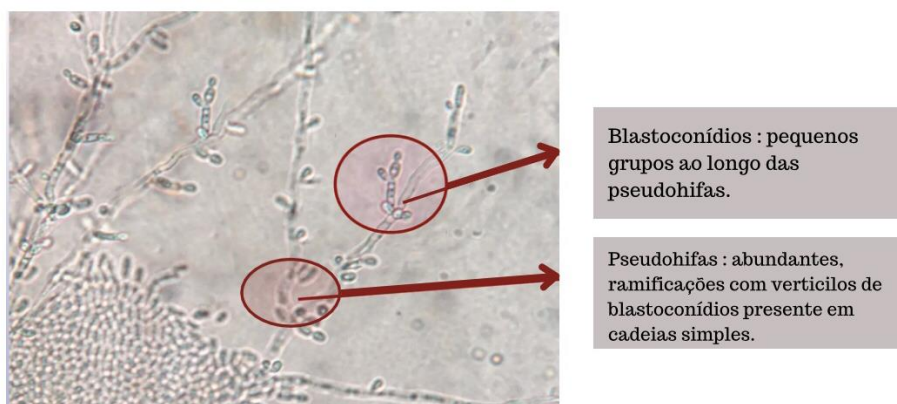 Blastoconídios : pequenos
grupos ao longo das
pseudohifas.
Pseudohifas : abundantes,
ramificações com verticilos de
blastoconídios presente em
cadeias simples.